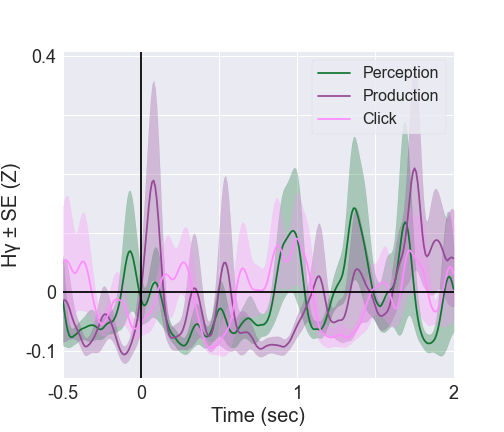 Hγ ± SE (Z)
0.4
0
-0.1
Perception
Production
Click
-0.5 0 1 2
Time (sec)